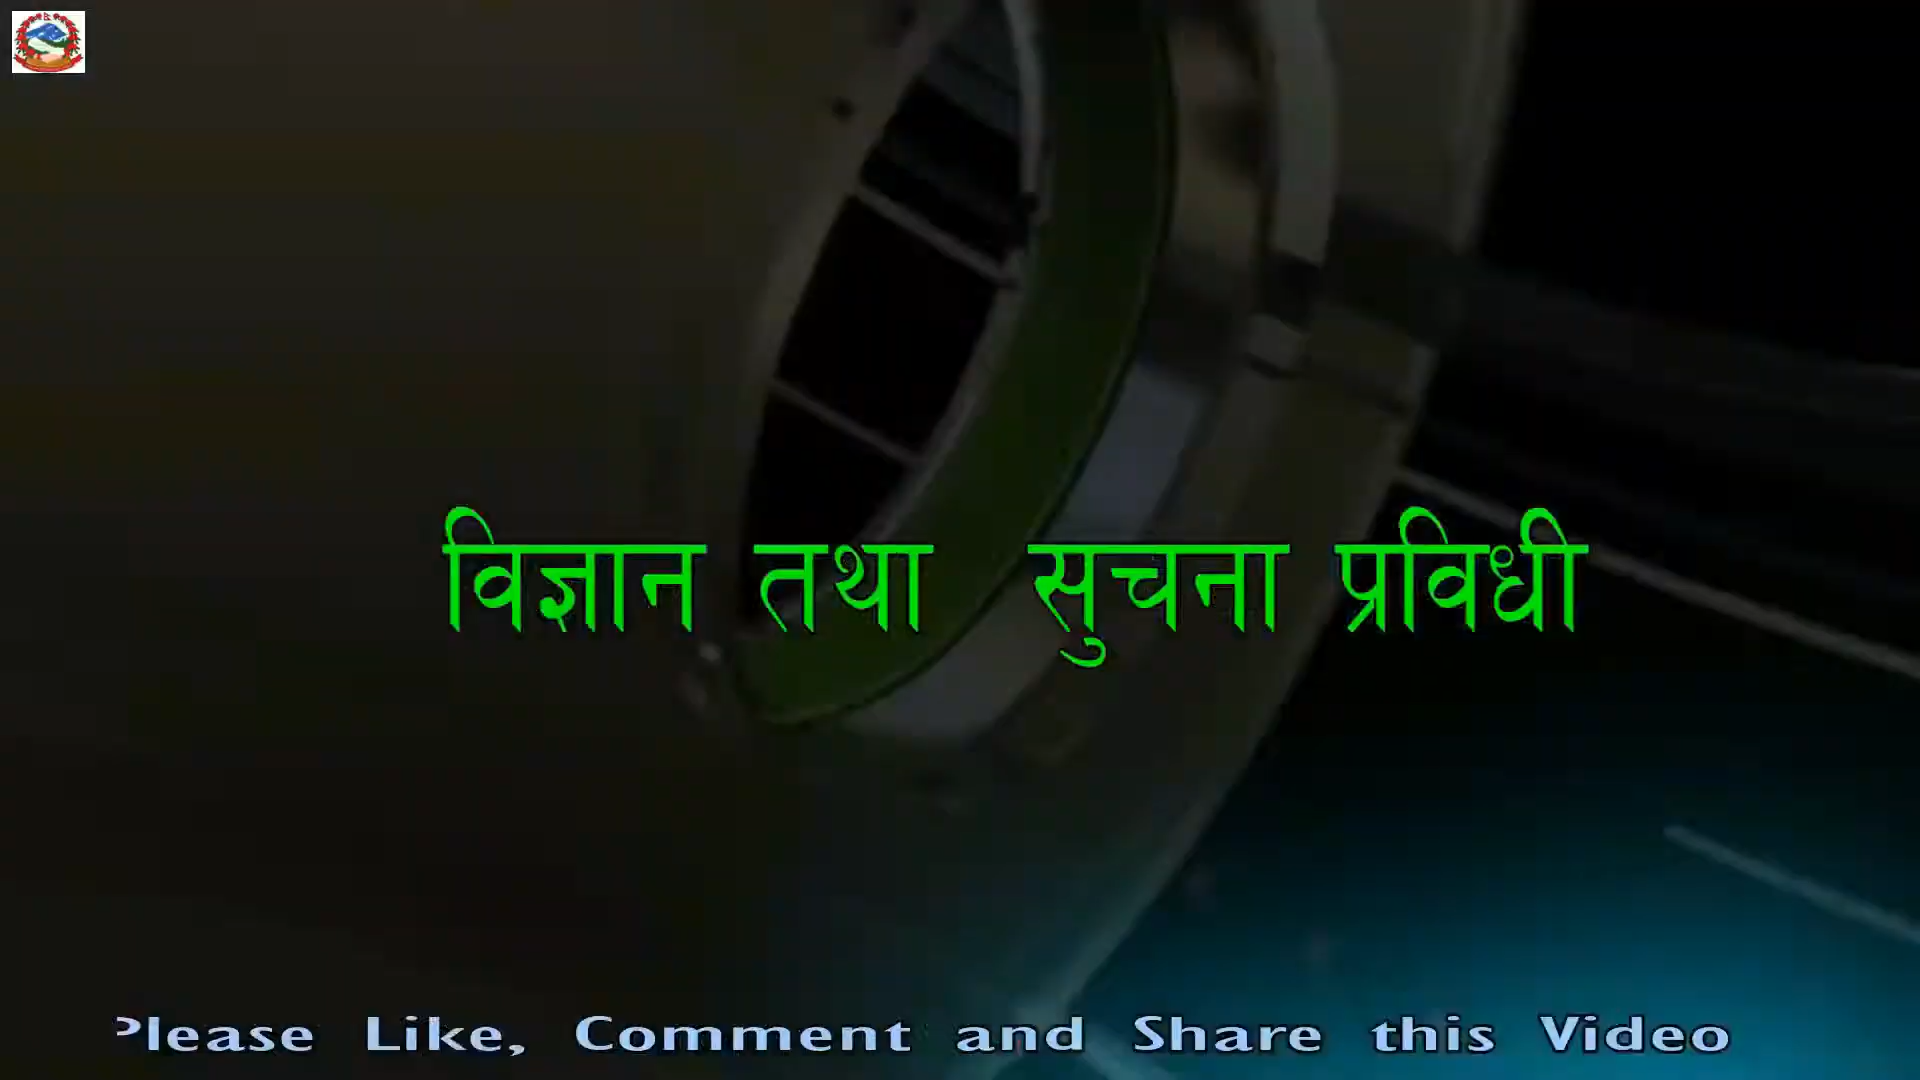 विज्ञान तथा सुचना प्रविधी
Please Like, Comment and Share this Video